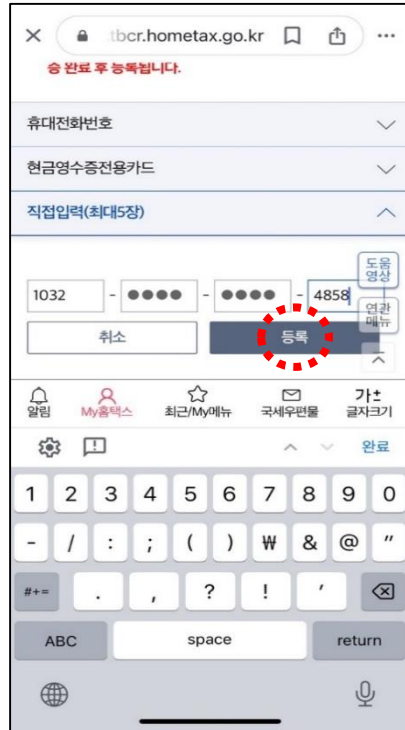 tbcr.hometax.go.kr
승 완료 후 등록됩니다.
휴대전화번호
현금영수증전용카드
직접입력(최대5장)
도움
영상
1032 - ●●●● - ●●●● - 4858
연관
메뉴
취소 등록
알림 My홈택스 최근/My메뉴 국세우편물 가± 글자크기
완료
1 2 3 4 5 6 7 8 9 0
- / : ; ( ) ₩ & @ "
#+= . , ? ! '
ABC space return